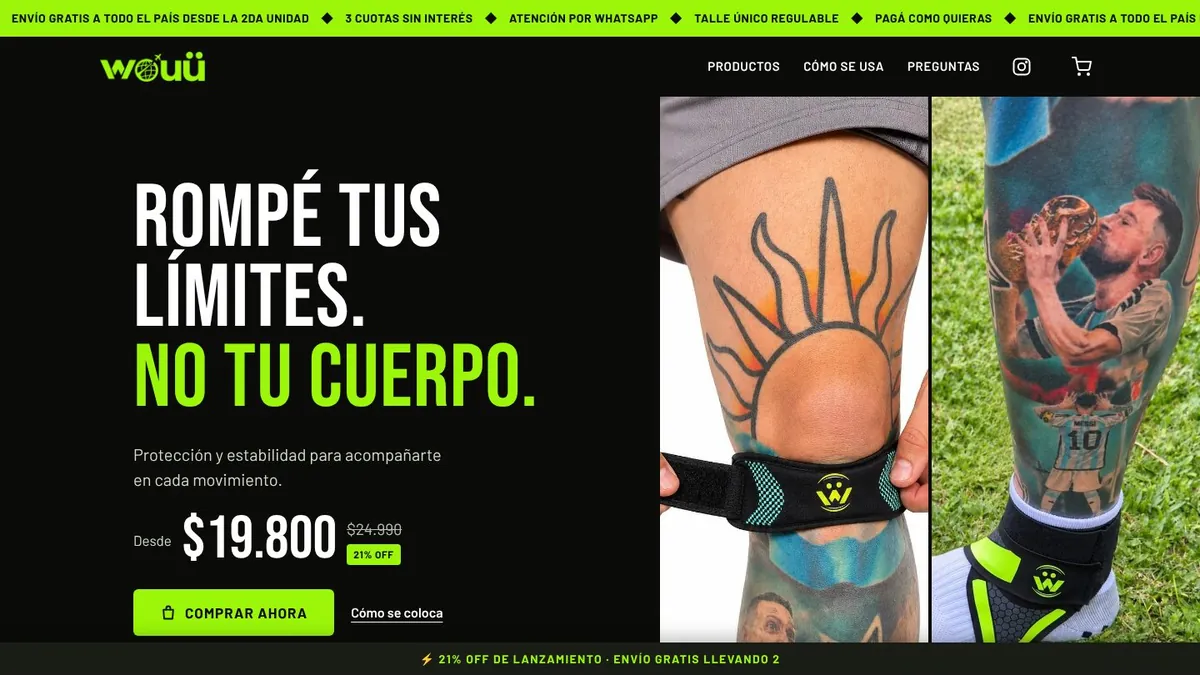 ENVÍO GRATIS A TODO EL PAÍS DESDE LA 2DA UNIDAD ◆ 3 CUOTAS SIN INTERÉS ◆ ATENCIÓN POR WHATSAPP ◆ TALLE ÚNICO REGULABLE ◆ PAGÁ COMO QUIERAS ◆ ENVÍO GRATIS A TODO EL PAÍS
wouü
PRODUCTOS CÓMO SE USA PREGUNTAS
ROMPÉ TUS
LÍMITES.
NO TU CUERPO.
Protección y estabilidad para acompañarte
en cada movimiento.
Desde $19.800 $24.990
21% OFF
COMPRAR AHORA Cómo se coloca
10
⚡ 21% OFF DE LANZAMIENTO · ENVÍO GRATIS LLEVANDO 2